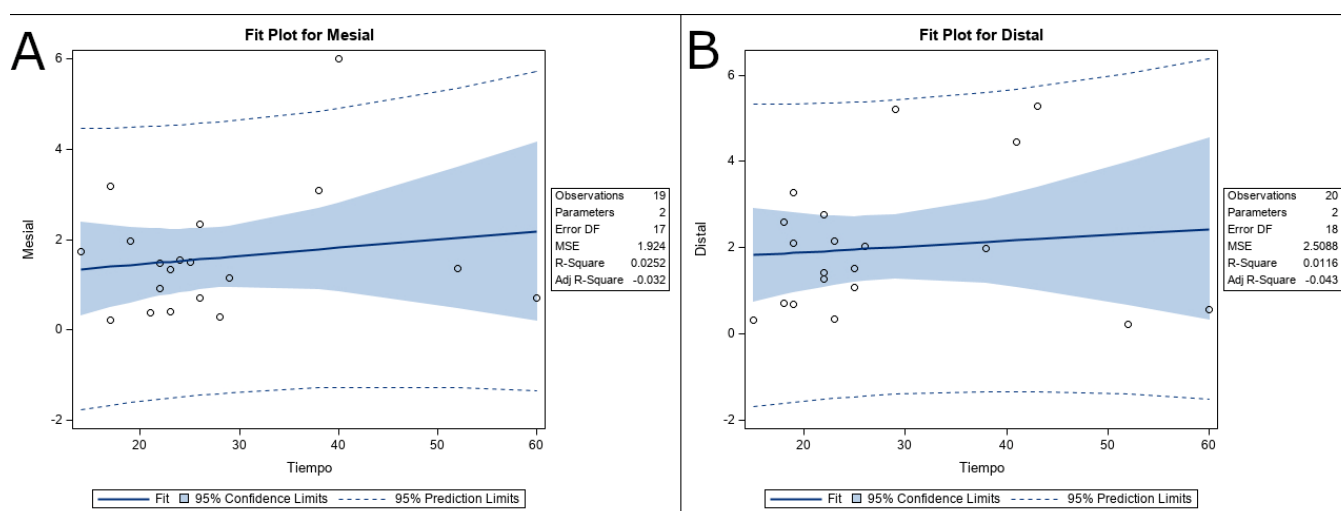 A
Fit Plot for Mesial
6
4
2
0
-2
Mesial
20 30 40 50 60
Tiempo
Observations 19
Parameters 2
Error DF 17
MSE 1.924
R-Square 0.0252
Adj R-Square -0.032
Fit 95% Confidence Limits 95% Prediction Limits
B
Fit Plot for Distal
6
4
2
0
-2
Distal
20 30 40 50 60
Tiempo
Observations 20
Parameters 2
Error DF 18
MSE 2.5088
R-Square 0.0116
Adj R-Square -0.043
Fit 95% Confidence Limits 95% Prediction Limits